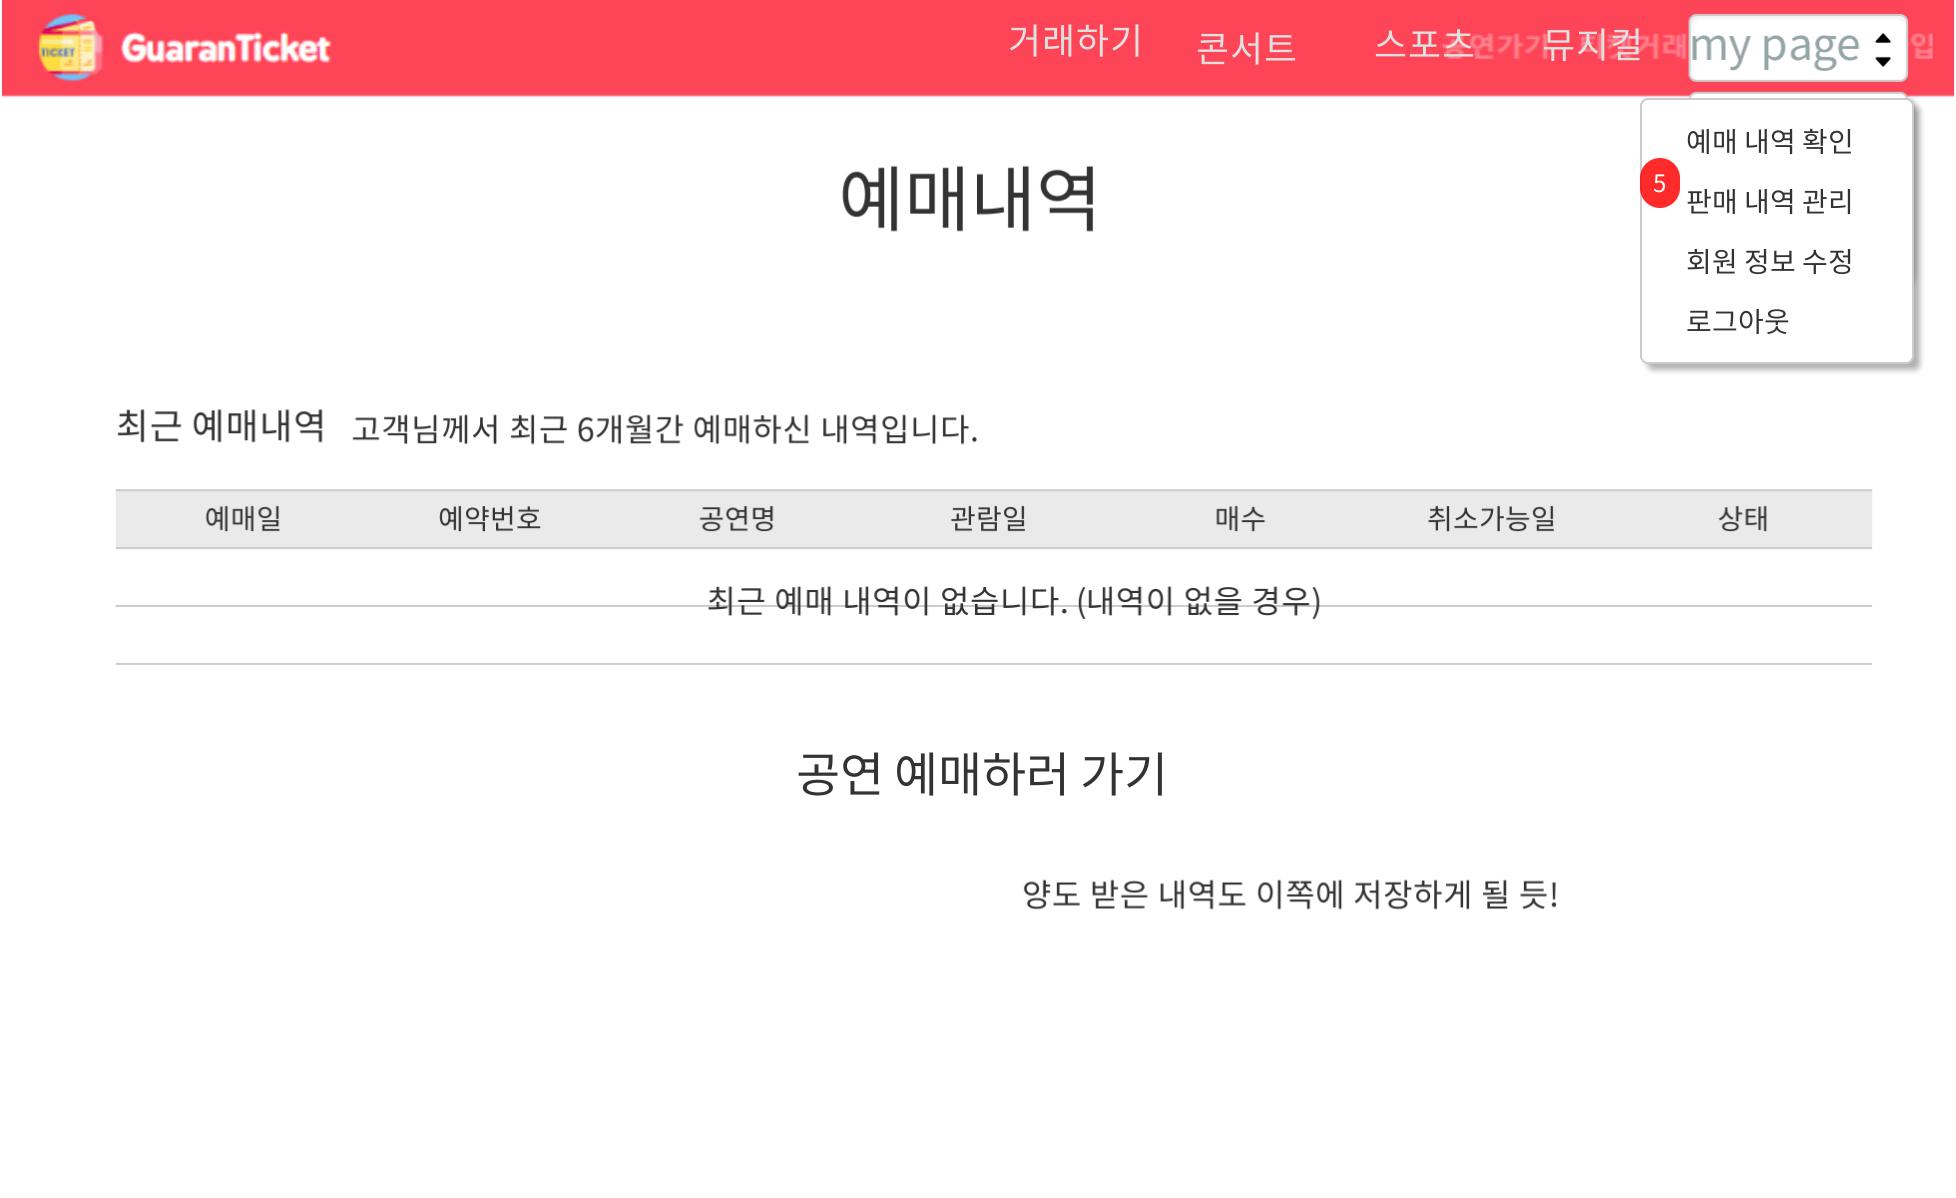 TICKET
GuaranTicket
거래하기
콘서트
스포츠
뮤지컬
my page
예매 내역 확인
5
판매 내역 관리
회원 정보 수정
로그아웃
예매내역
최근 예매내역 고객님께서 최근 6개월간 예매하신 내역입니다.
예매일 예약번호 공연명 관람일 매수 취소가능일 상태
최근 예매 내역이 없습니다. (내역이 없을 경우)
공연 예매하러 가기
양도 받은 내역도 이쪽에 저장하게 될 듯!